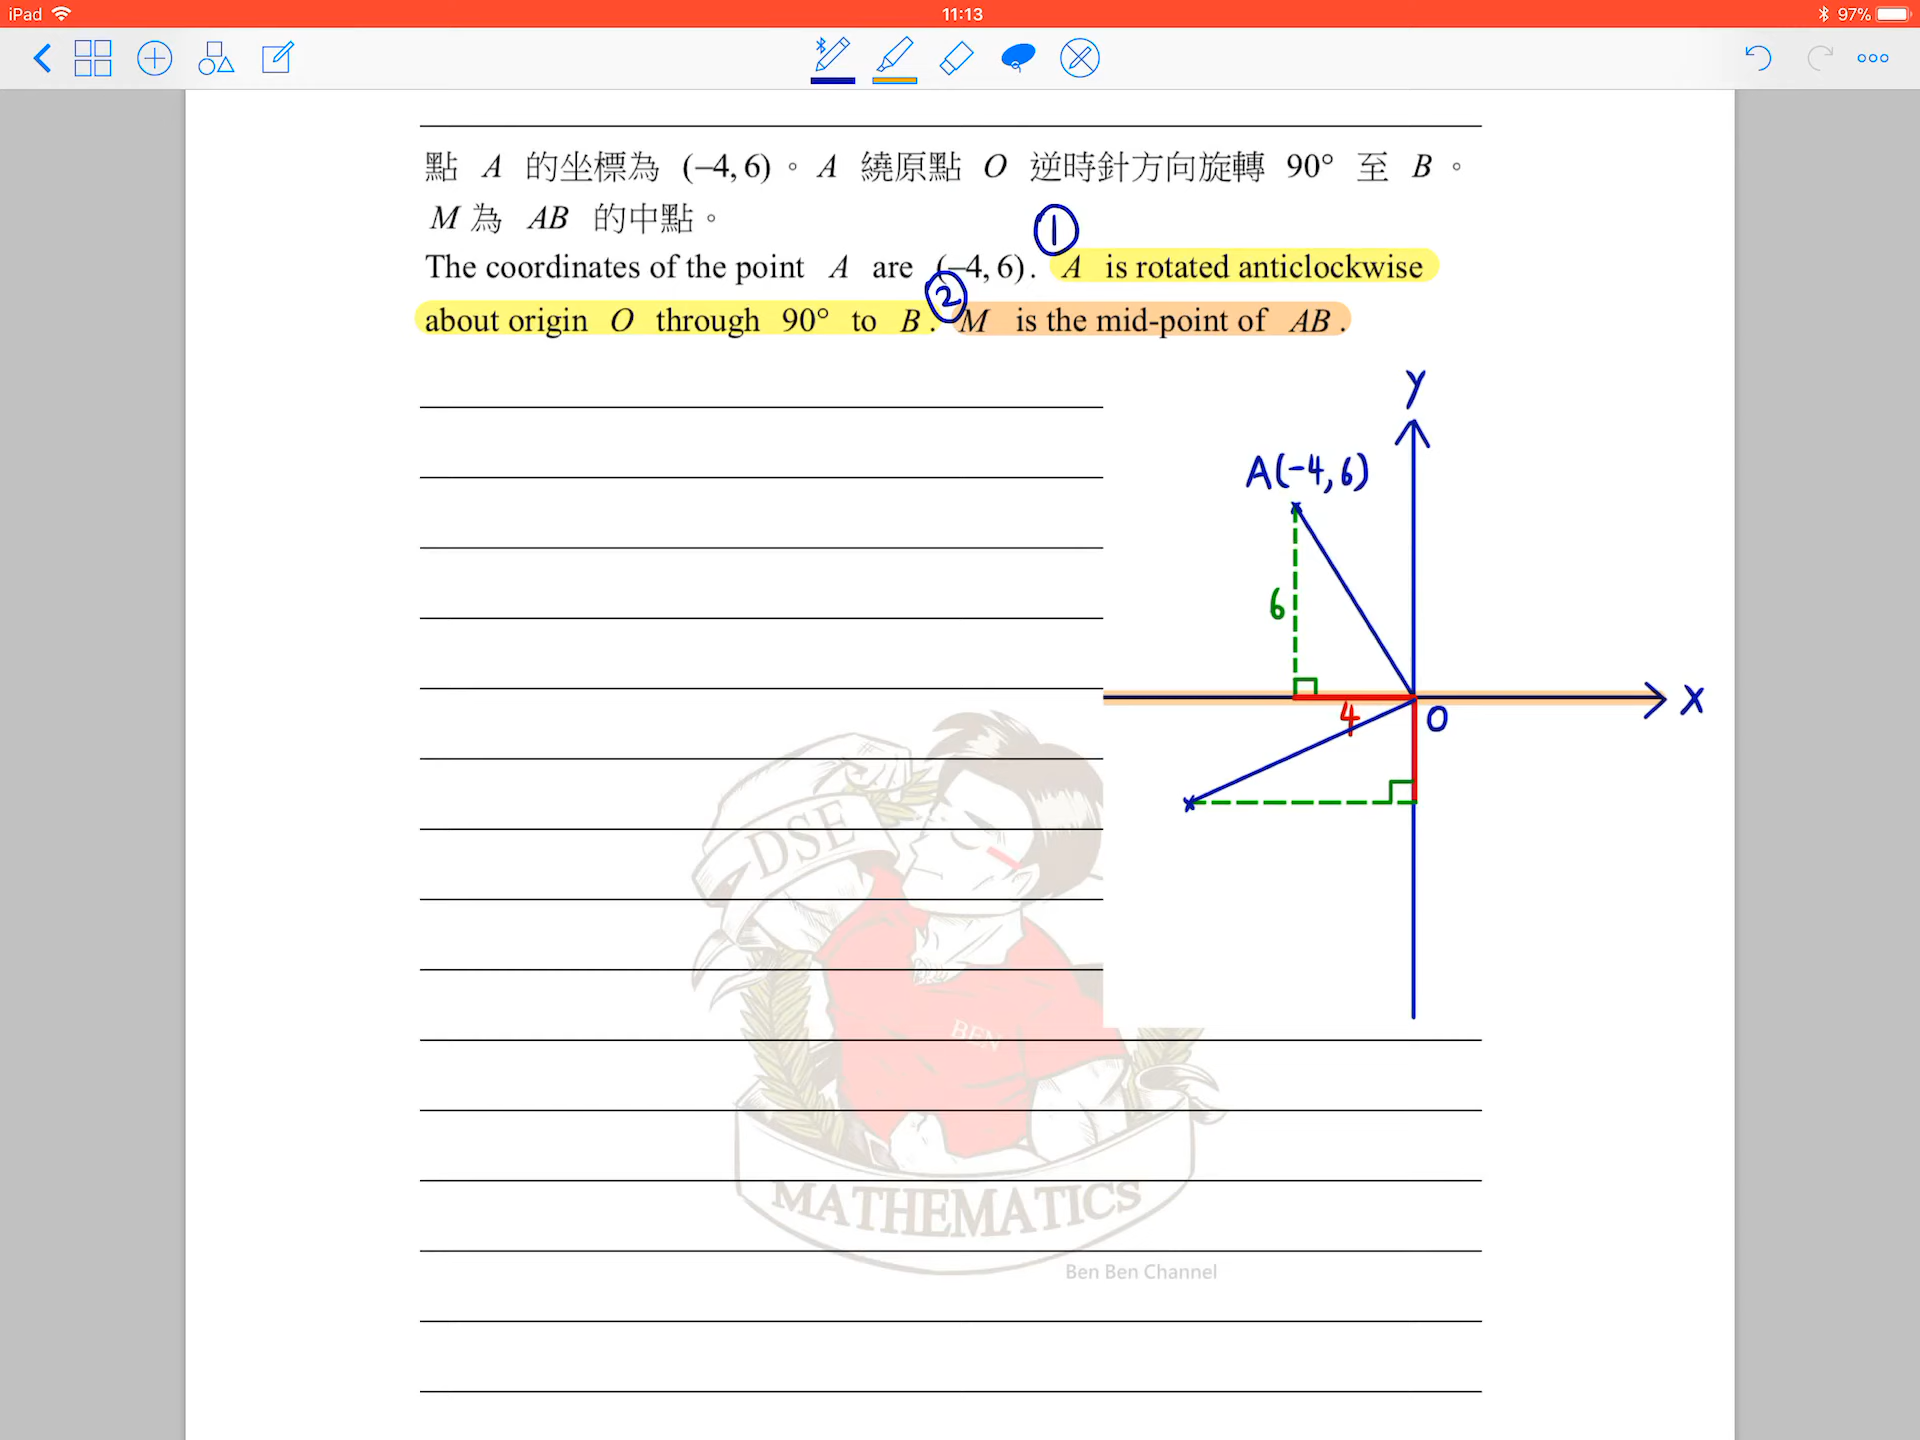 iPad 11:13 97%
點 A 的坐標為 (−4, 6)。A 繞原點 O 逆時針方向旋轉 90° 至 B。
M 為 AB 的中點。
①
The coordinates of the point A are (−4, 6). A is rotated anticlockwise
②
about origin O through 90° to B. M is the mid-point of AB.
y
A(-4,6)
6
x
4
O
DSE
BEN
MATHEMATICS
Ben Ben Channel